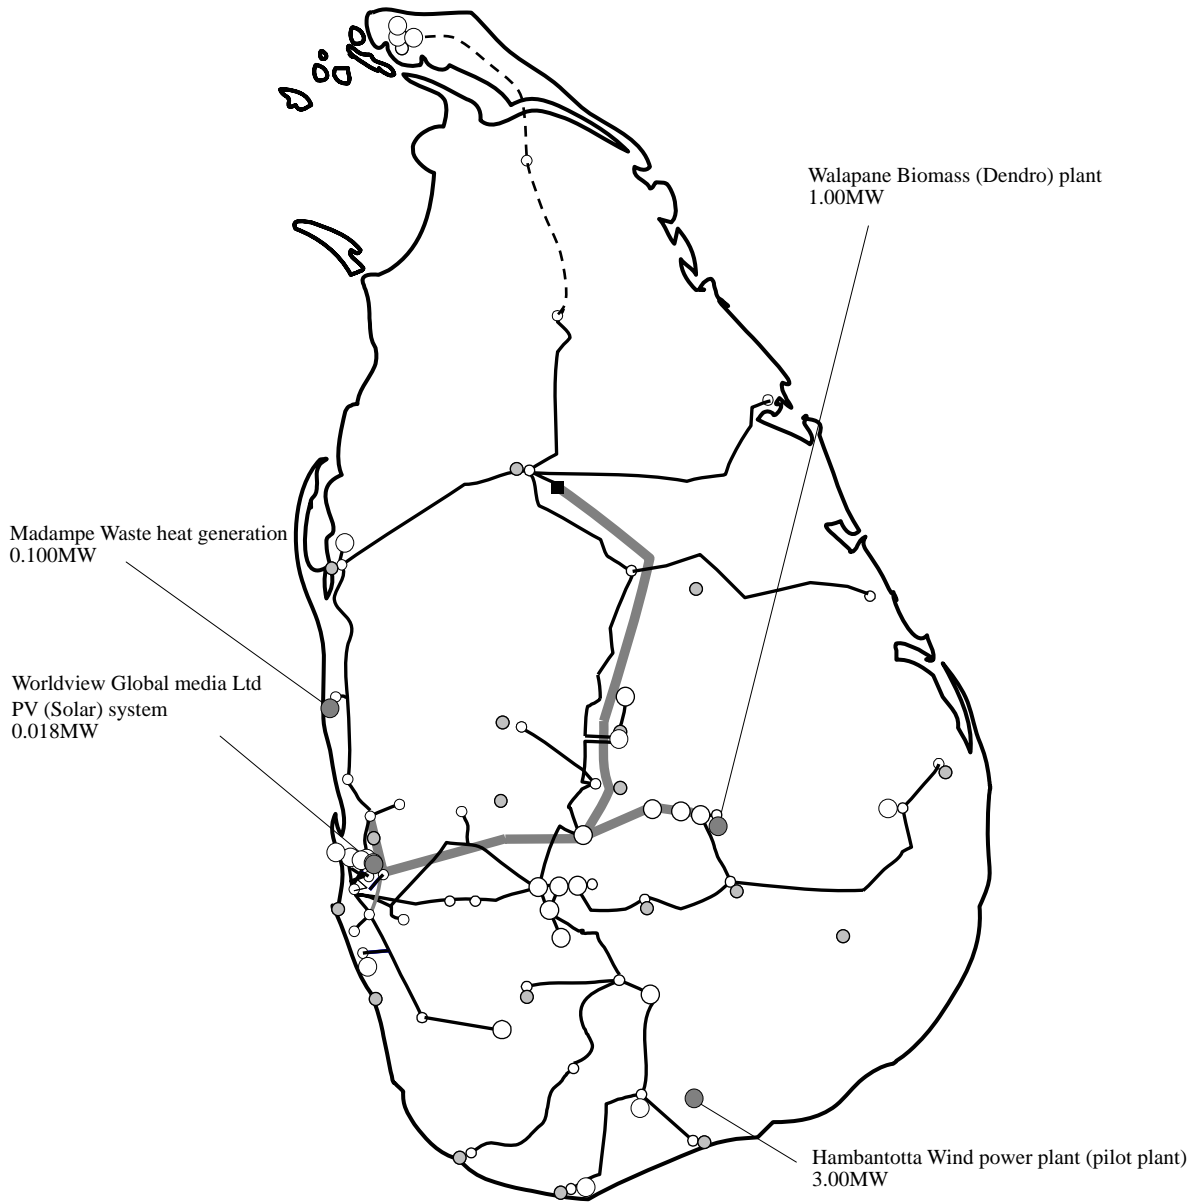 Walapane Biomass (Dendro) plant
1.00MW
Madampe Waste heat generation
0.100MW
Worldview Global media Ltd
PV (Solar) system
0.018MW
Hambantotta Wind power plant (pilot plant)
3.00MW